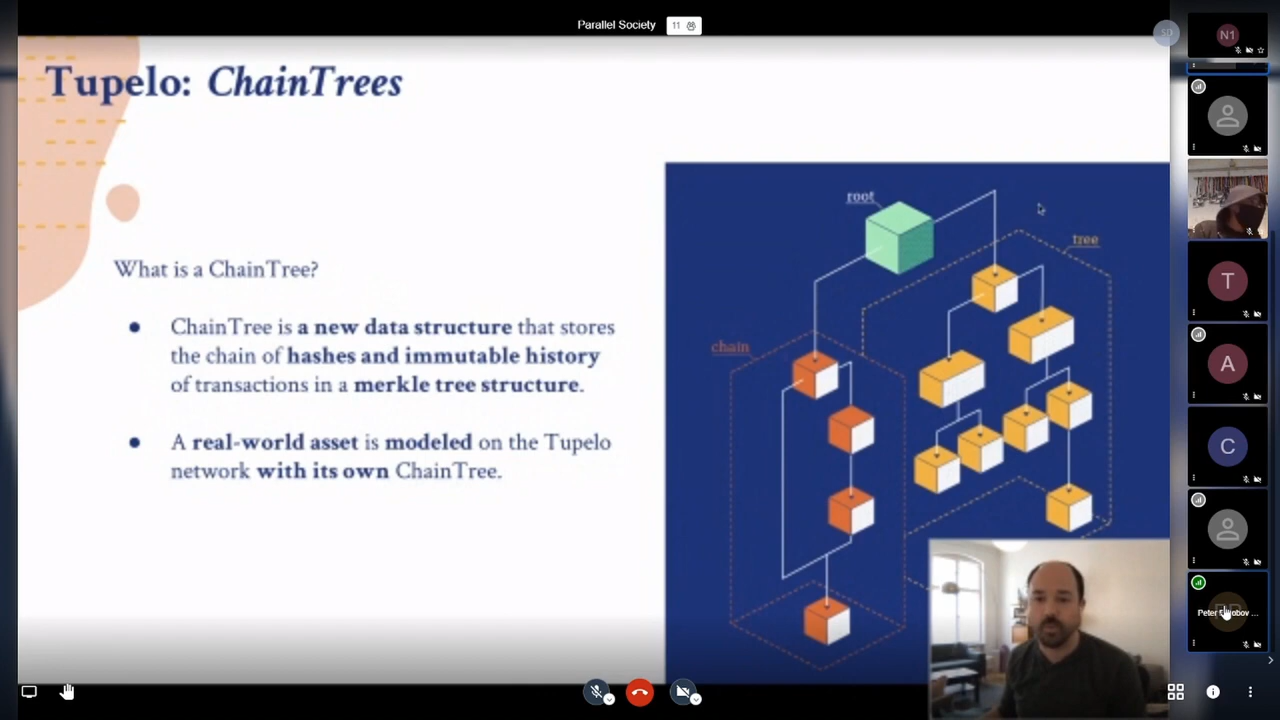 Parallel Society
11
SD
N1
Tupelo: ChainTrees
What is a ChainTree?
● ChainTree is a new data structure that stores
the chain of hashes and immutable history
of transactions in a merkle tree structure.
● A real-world asset is modeled on the Tupelo
network with its own ChainTree.
root
tree
chain
T
A
C
Peter